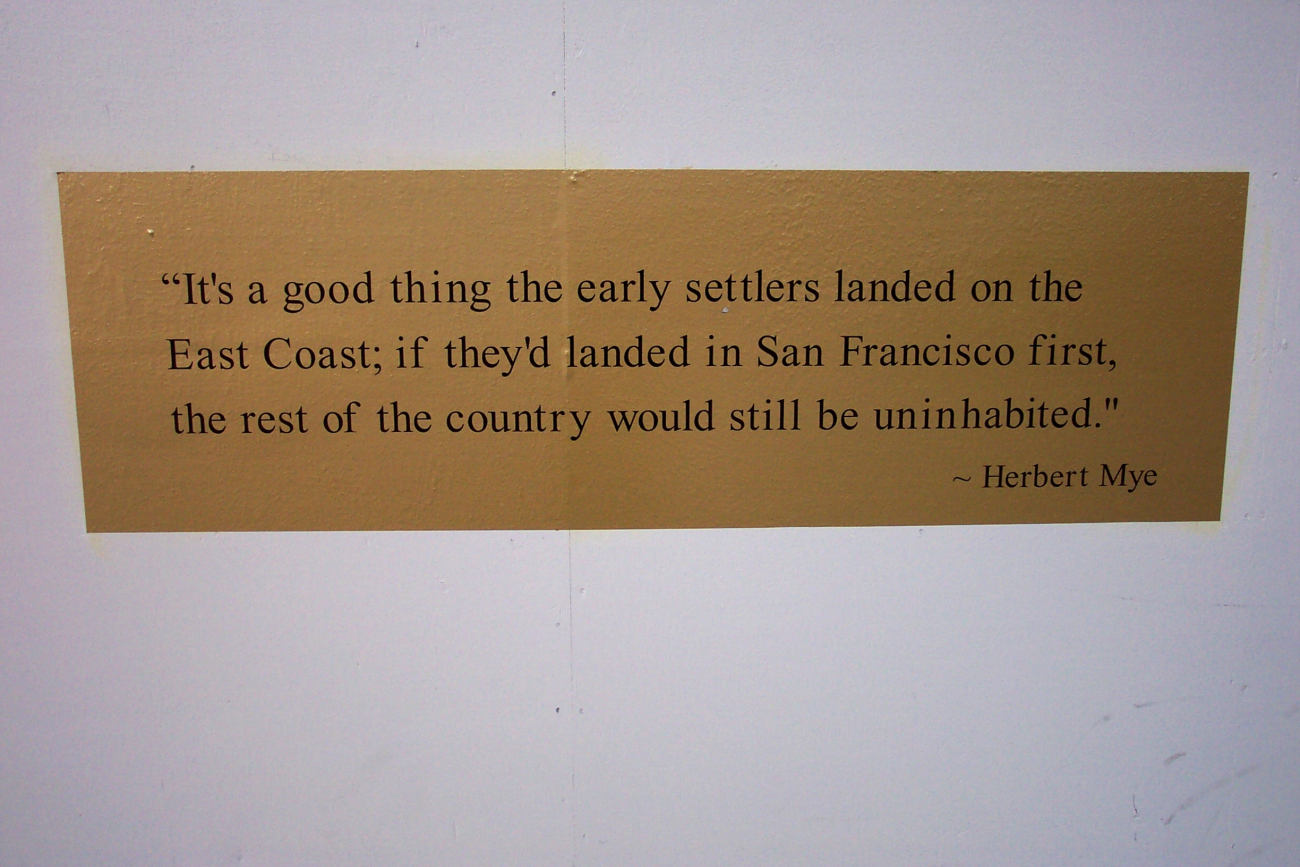 “It's a good thing the early settlers landed on the
East Coast; if they'd landed in San Francisco first,
the rest of the country would still be uninhabited."
~ Herbert Mye